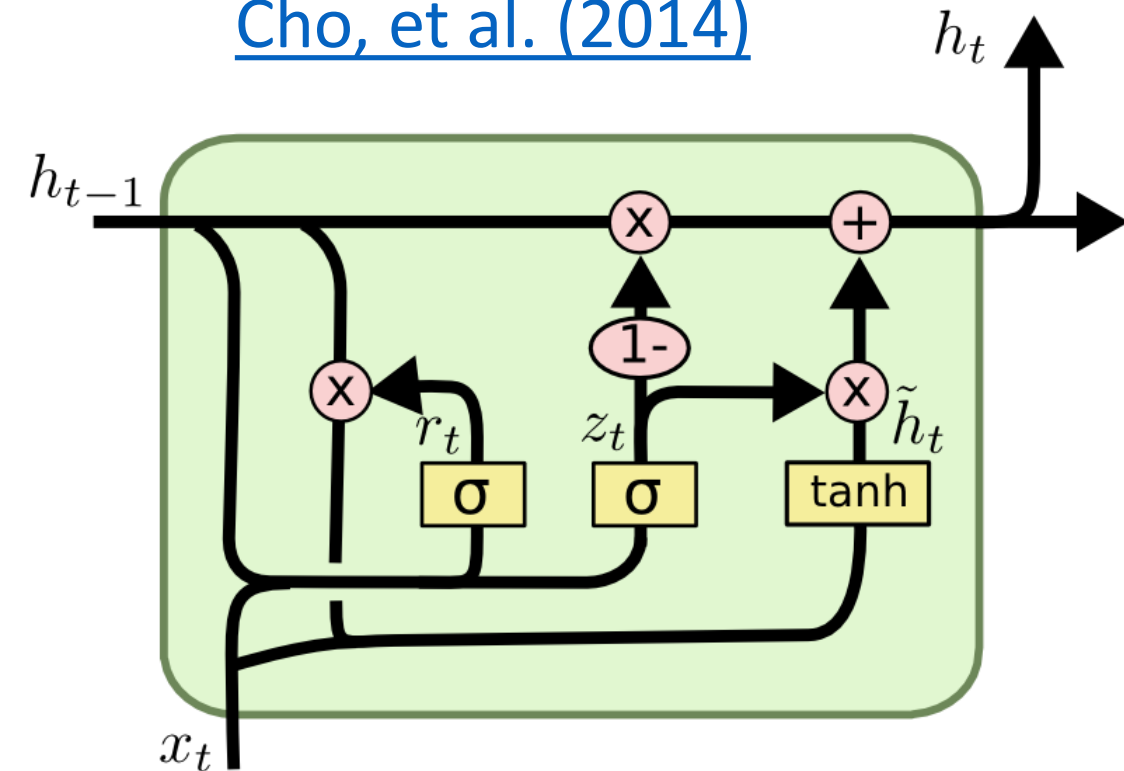 Cho, et al. (2014)
h_t
h_{t-1}
x +
1-
x x
r_t z_t h̃_t
σ σ tanh
x_t